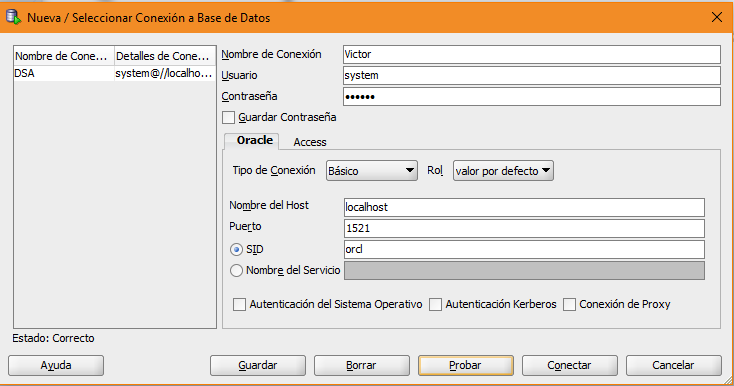 Nueva / Seleccionar Conexión a Base de Datos
Nombre de Cone... Detalles de Cone...
DSA system@//localho...
Nombre de Conexión Victor
Usuario system
Contraseña ••••••
Guardar Contraseña
Oracle Access
Tipo de Conexión Básico Rol valor por defecto
Nombre del Host localhost
Puerto 1521
SID orcl
Nombre del Servicio
Autenticación del Sistema Operativo Autenticación Kerberos Conexión de Proxy
Estado: Correcto
Ayuda Guardar Borrar Probar Conectar Cancelar